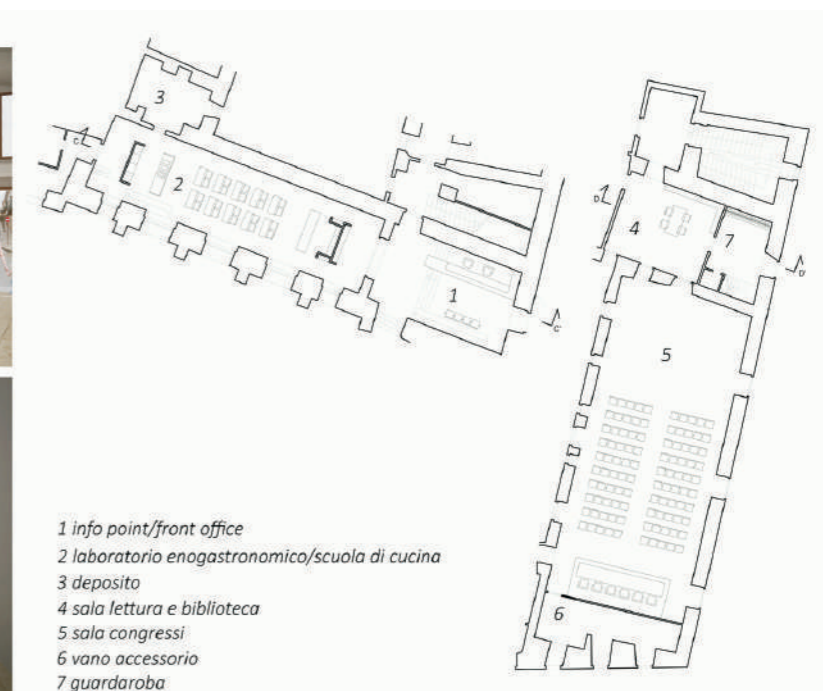 3
2
1
4
7
5
6
C
C'
D
D'
1 info point/front office
2 laboratorio enogastronomico/scuola di cucina
3 deposito
4 sala lettura e biblioteca
5 sala congressi
6 vano accessorio
7 guardaroba